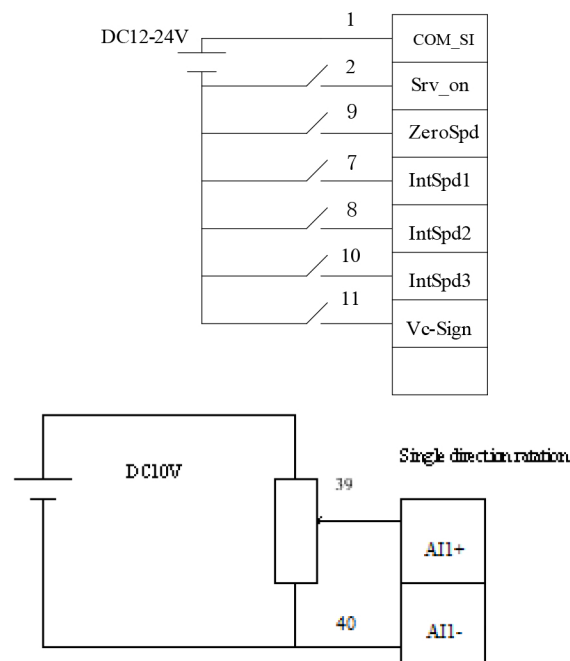 1
DC12-24V
COM_SI
2
Srv_on
9
ZeroSpd
7
IntSpd1
8
IntSpd2
10
IntSpd3
11
Vc-Sign
Single direction ratation
DC10V
39
AI1+
40
AI1-